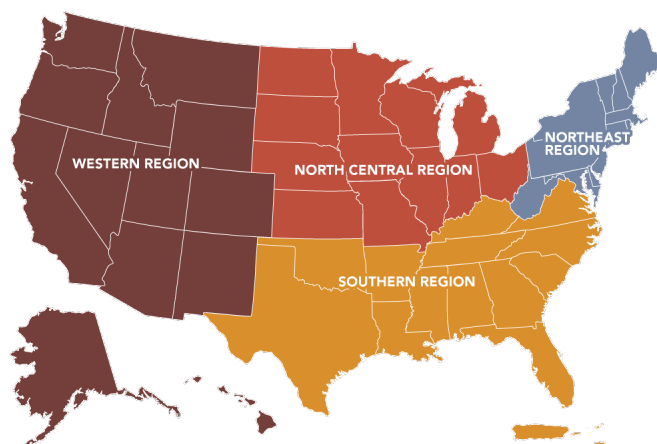 NORTHEAST
REGION
WESTERN REGION
NORTH CENTRAL REGION
SOUTHERN REGION